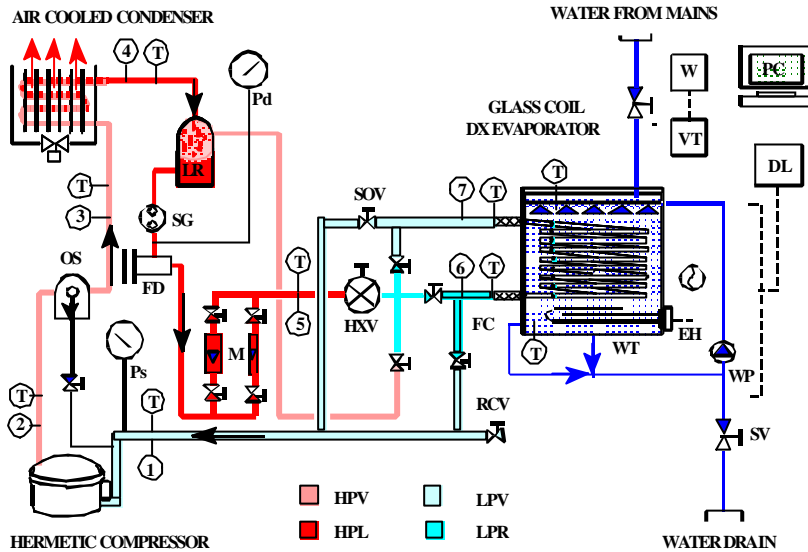 AIR COOLED CONDENSER
WATER FROM MAINS
4
T
Pd
W
PC
GLASS COIL
DX EVAPORATOR
VT
LR
DL
T
SOV
7
T
T
3
SG
OS
FD
T
6
T
5
HXV
FC
EH
M
T
WT
WP
Ps
T
T
2
RCV
SV
1
HPV
LPV
HPL
LPR
HERMETIC COMPRESSOR
WATER DRAIN